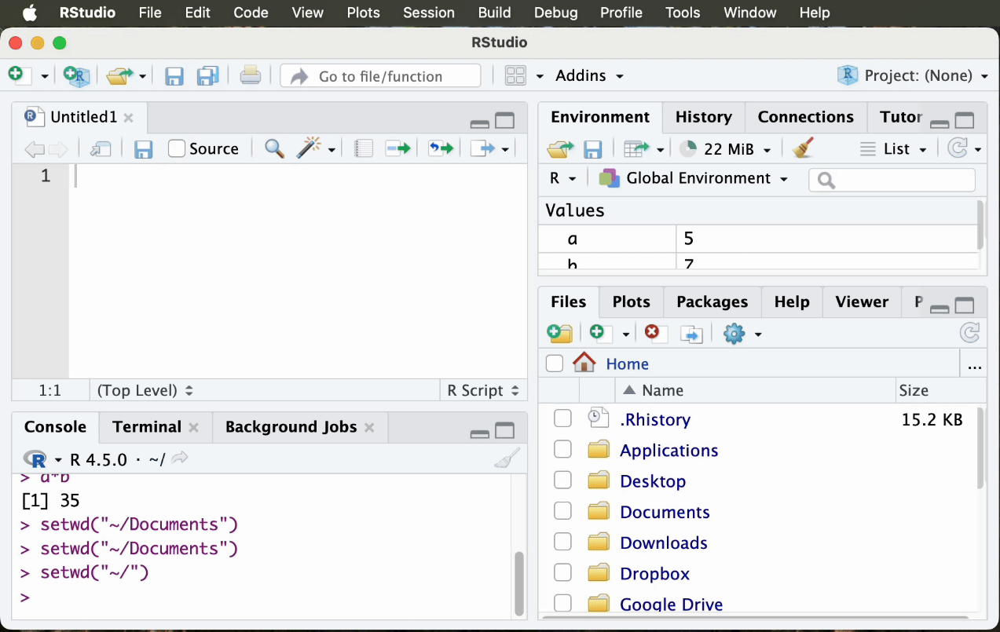 RStudio File Edit Code View Plots Session Build Debug Profile Tools Window Help
RStudio
Go to file/function Addins Project: (None)
Untitled1
Source
1
1:1 (Top Level) R Script
Console Terminal Background Jobs
R 4.5.0 · ~/
> a*b
[1] 35
> setwd("~/Documents")
> setwd("~/Documents")
> setwd("~/")
>
Environment History Connections Tutor
22 MiB List
R Global Environment
Values
a 5
b 7
Files Plots Packages Help Viewer P
Home ...
Name Size
.Rhistory 15.2 KB
Applications
Desktop
Documents
Downloads
Dropbox
Google Drive